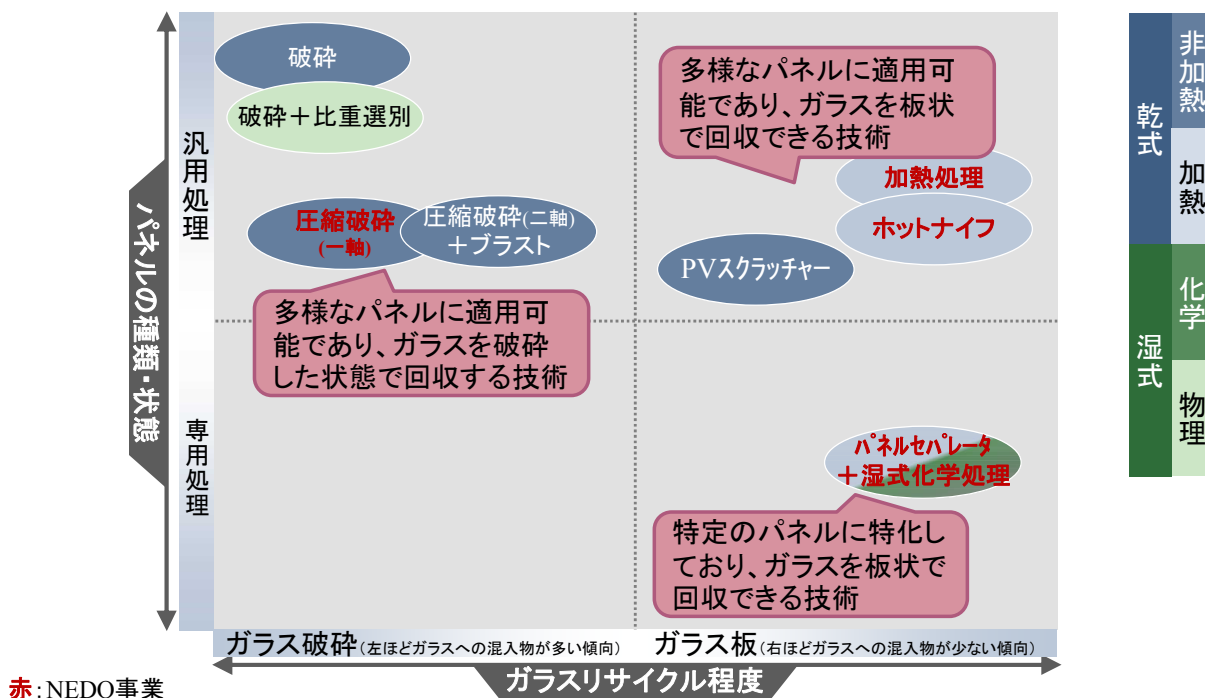 破砕
破砕＋比重選別
圧縮破砕
(一軸)
圧縮破砕(二軸)
＋ブラスト
多様なパネルに適用可
能であり、ガラスを破砕
した状態で回収する技術
多様なパネルに適用可
能であり、ガラスを板状
で回収できる技術
加熱処理
ホットナイフ
PVスクラッチャー
パネルセパレータ
＋湿式化学処理
特定のパネルに特化し
ており、ガラスを板状で
回収できる技術
パネルの種類・状態
汎用処理
専用処理
ガラス破砕(左ほどガラスへの混入物が多い傾向)
ガラス板(右ほどガラスへの混入物が少ない傾向)
ガラスリサイクル程度
赤:NEDO事業
乾式
非加熱
加熱
湿式
化学
物理